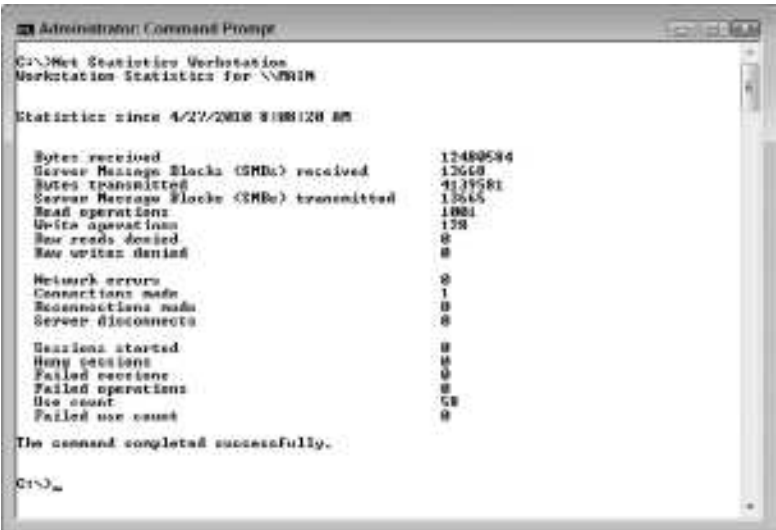 Administrator: Command Prompt
C:\>Net Statistics Workstation
Workstation Statistics for \\MAIN
Statistics since 4/27/2010 8:08:20 AM
Bytes received 12480584
Server Message Blocks (SMBs) received 13660
Bytes transmitted 4139581
Server Message Blocks (SMBs) transmitted 13665
Read operations 1001
Write operations 128
Raw reads denied 0
Raw writes denied 0
Network errors 0
Connections made 1
Reconnections made 0
Server disconnects 0
Sessions started 0
Hung sessions 0
Failed sessions 0
Failed operations 0
Use count 58
Failed use count 0
The command completed successfully.
C:\>_